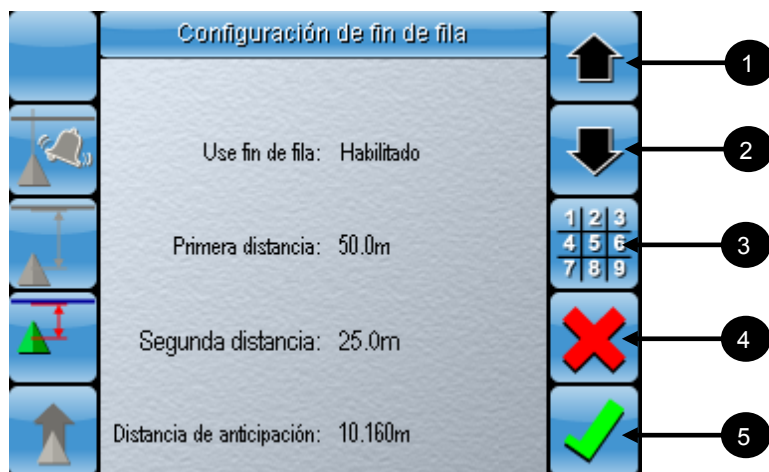 Configuración de fin de fila
1
Use fin de fila: Habilitado
2
1 2 3
4 5 6
7 8 9
3
Primera distancia: 50.0m
Segunda distancia: 25.0m
4
Distancia de anticipación: 10.160m
5